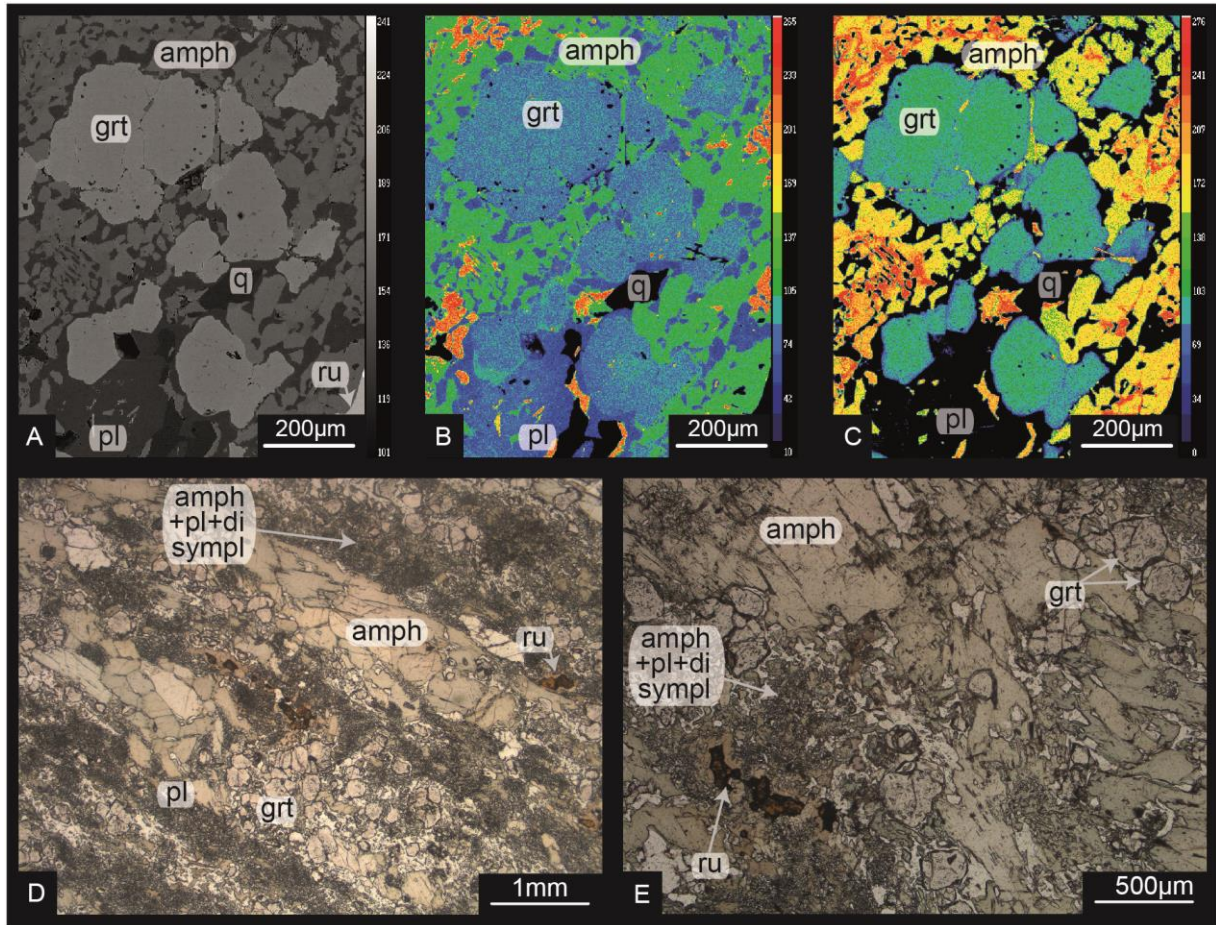 amph
grt
q
ru
pl
A
200µm
241
224
206
189
171
154
136
119
101
amph
grt
q
pl
B
200µm
265
233
201
169
137
105
74
42
10
amph
grt
q
pl
C
200µm
276
241
207
172
138
103
69
34
0
amph
+pl+di
sympl
amph
ru
pl
grt
D
1mm
amph
grt
amph
+pl+di
sympl
ru
E
500µm